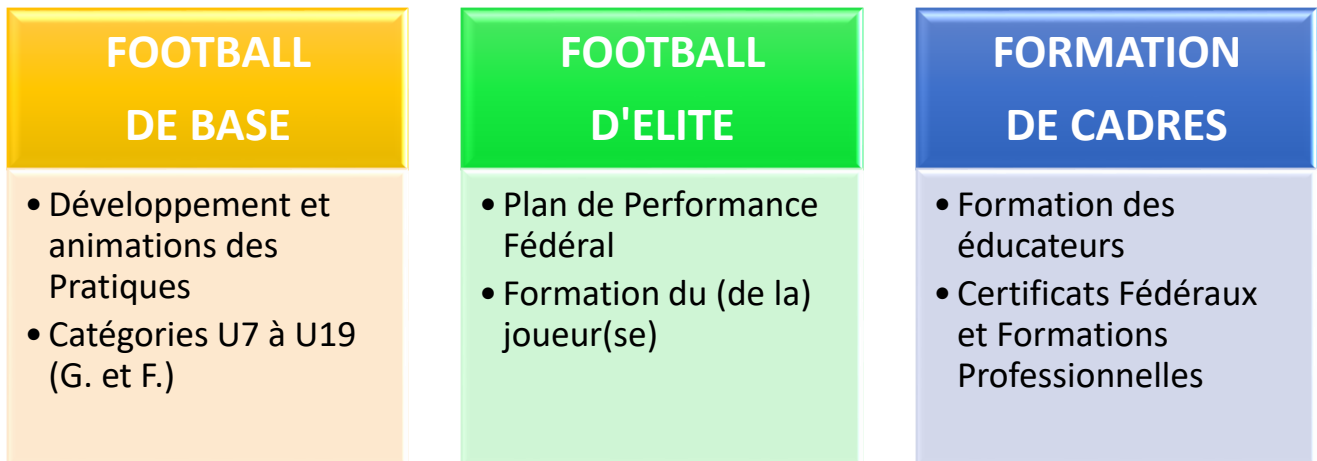 FOOTBALL
DE BASE
• Développement et
animations des
Pratiques
• Catégories U7 à U19
(G. et F.)
FOOTBALL
D'ELITE
• Plan de Performance
Fédéral
• Formation du (de la)
joueur(se)
FORMATION
DE CADRES
• Formation des
éducateurs
• Certificats Fédéraux
et Formations
Professionnelles